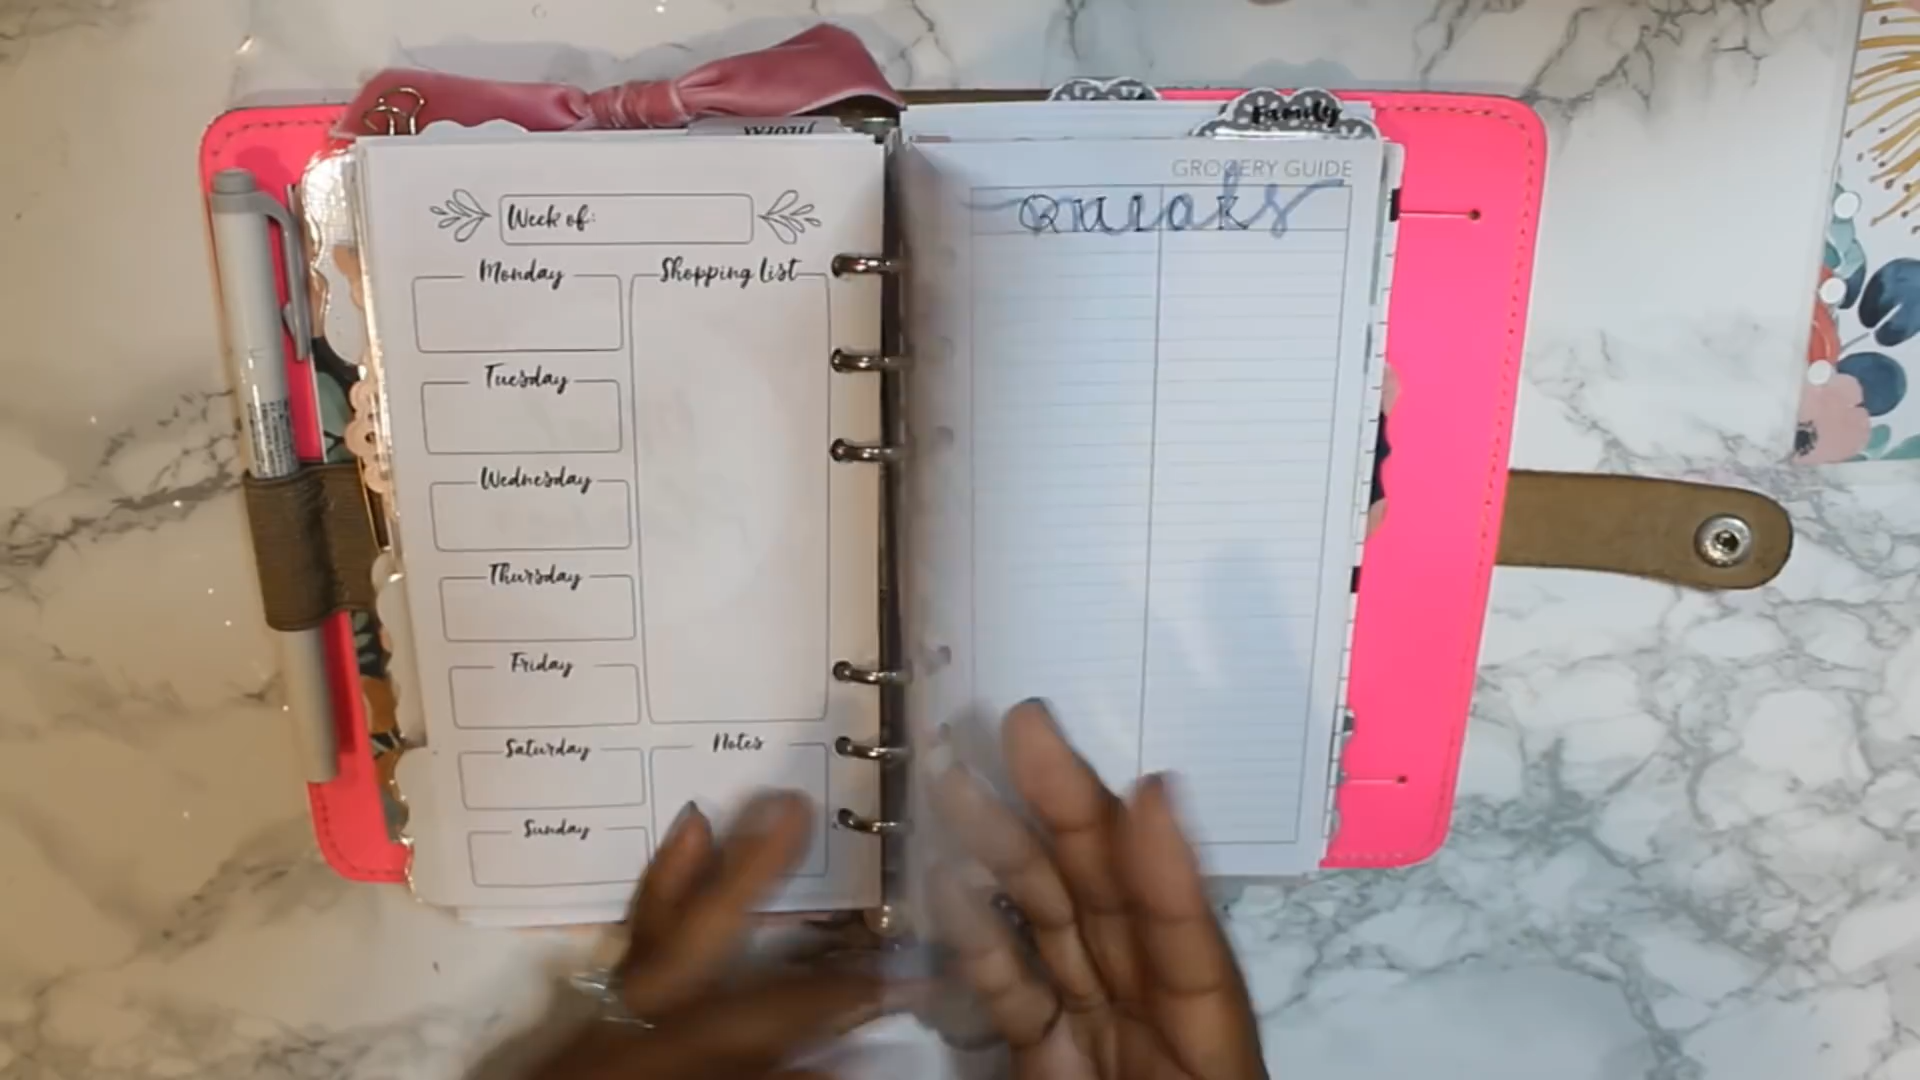 Family
GROCERY GUIDE
Week of:
Monday
Shopping List
Tuesday
Wednesday
Thursday
Friday
Saturday
Notes
Sunday